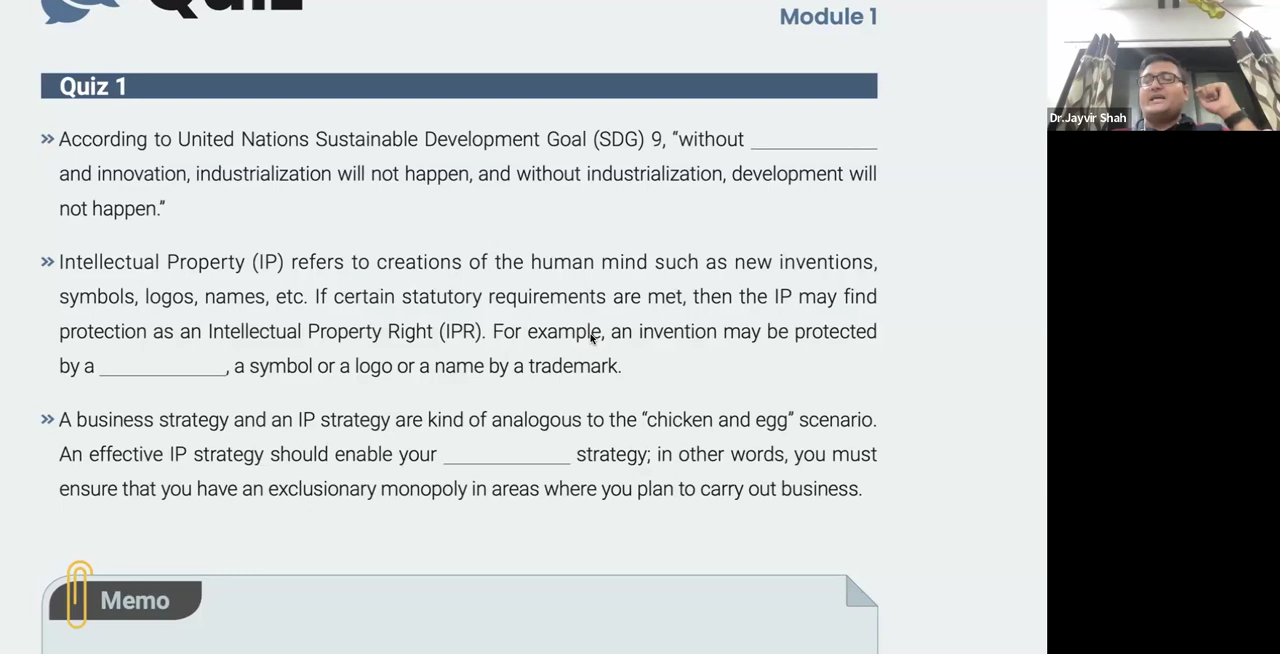 Quiz
Module 1
Quiz 1
» According to United Nations Sustainable Development Goal (SDG) 9, “without ____________
and innovation, industrialization will not happen, and without industrialization, development will
not happen.”
» Intellectual Property (IP) refers to creations of the human mind such as new inventions,
symbols, logos, names, etc. If certain statutory requirements are met, then the IP may find
protection as an Intellectual Property Right (IPR). For example, an invention may be protected
by a ____________, a symbol or a logo or a name by a trademark.
» A business strategy and an IP strategy are kind of analogous to the “chicken and egg” scenario.
An effective IP strategy should enable your ____________ strategy; in other words, you must
ensure that you have an exclusionary monopoly in areas where you plan to carry out business.
Memo
Dr.Jayvir Shah